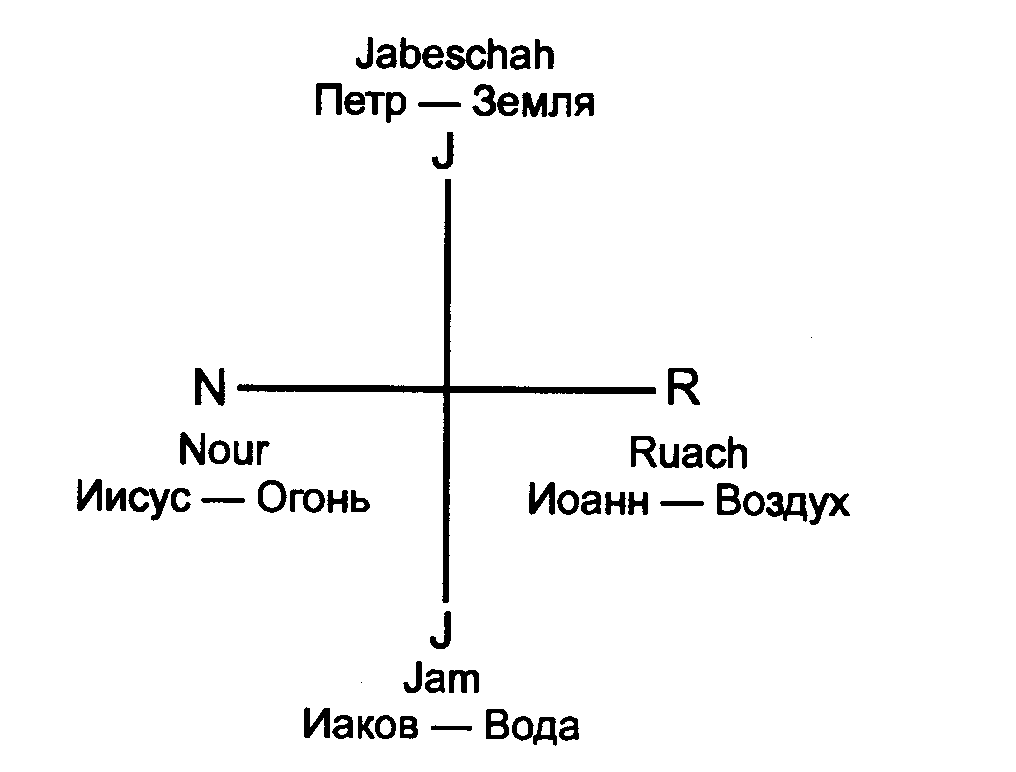 Jabeschah
Петр — Земля
J
N
R
Nour
Ruach
Иисус — Огонь
Иоанн — Воздух
J
Jam
Иаков — Вода